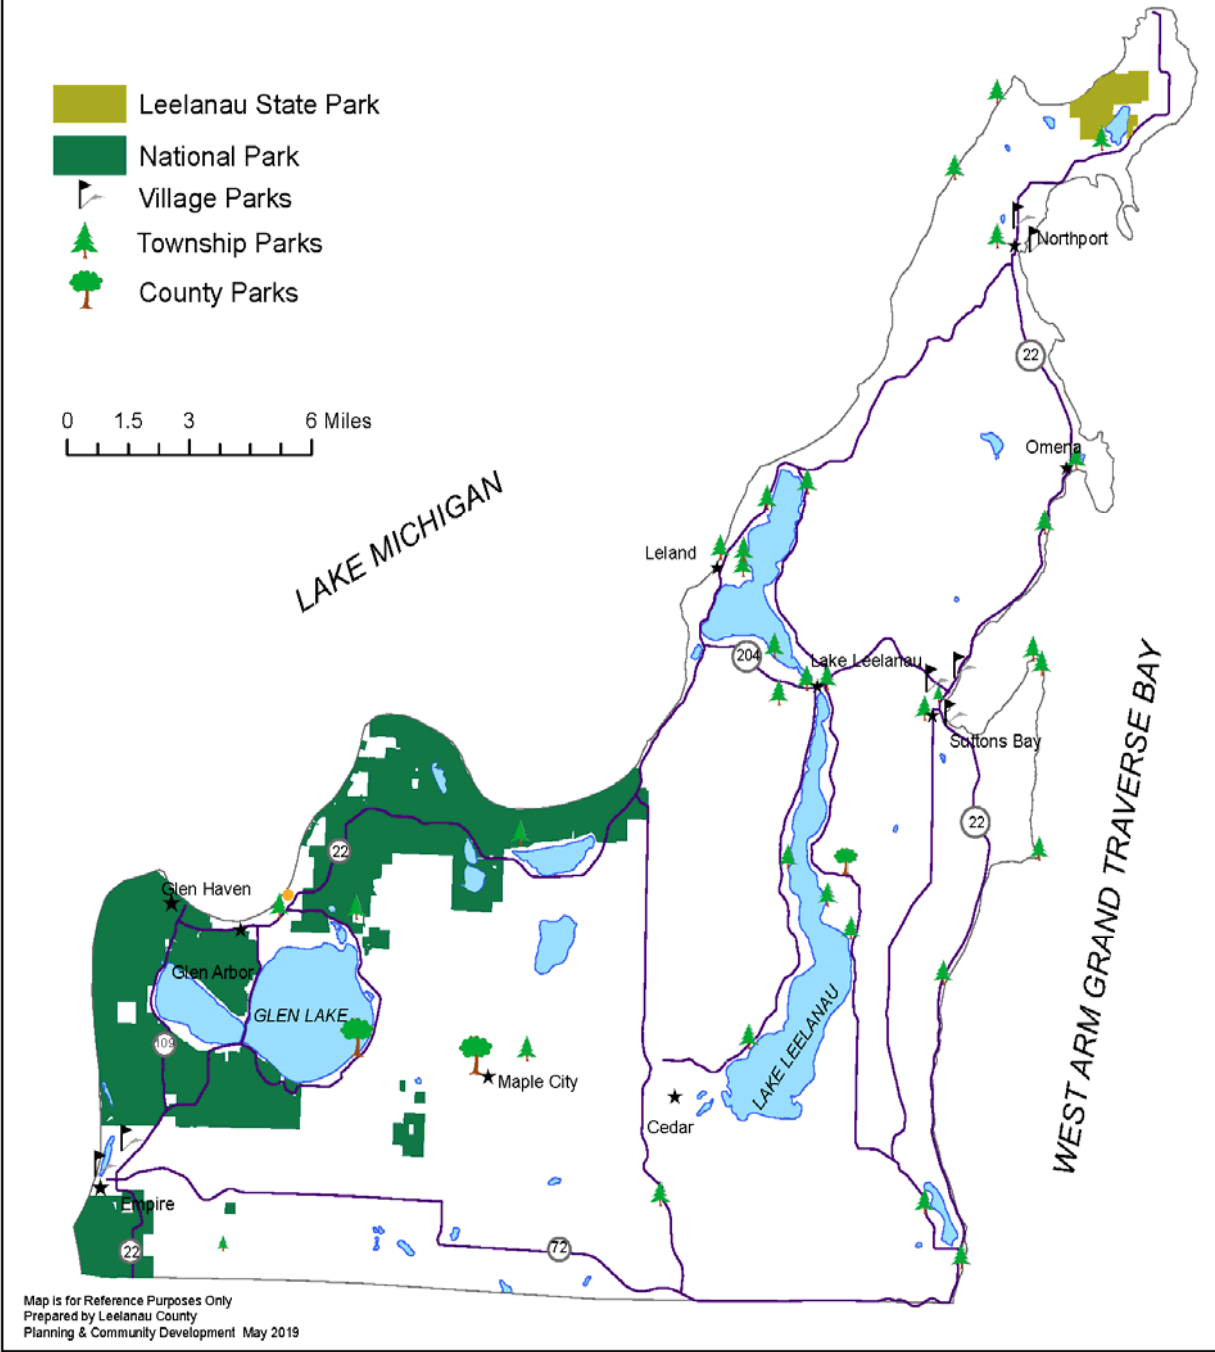 Leelanau State Park
National Park
Village Parks
Township Parks
County Parks
0 1.5 3 6 Miles
LAKE MICHIGAN
Northport
22
Omena
Leland
204
Lake Leelanau
Suttons Bay
22
WEST ARM GRAND TRAVERSE BAY
22
Glen Haven
Glen Arbor
GLEN LAKE
109
LAKE LEELANAU
Maple City
Cedar
Empire
22
72
Map is for Reference Purposes Only
Prepared by Leelanau County
Planning & Community Development May 2019